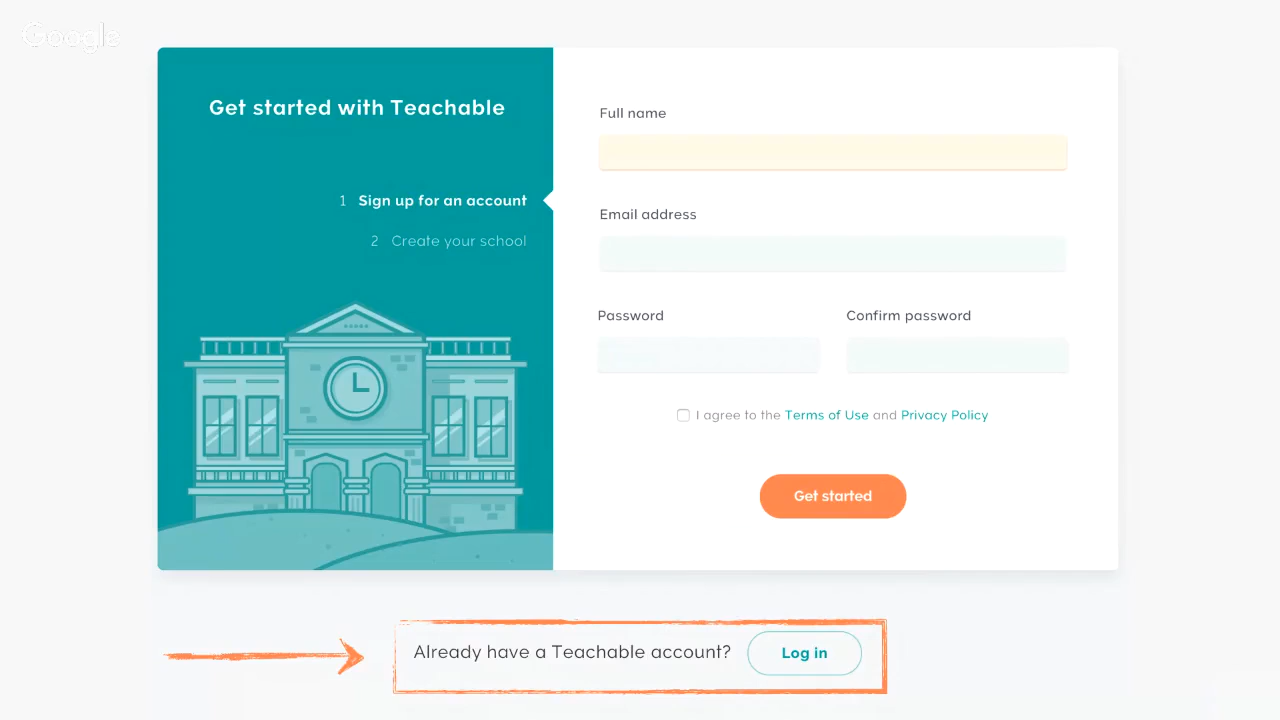 Google
Get started with Teachable
1 Sign up for an account
2 Create your school
Full name
Email address
Password
Confirm password
I agree to the Terms of Use and Privacy Policy
Get started
Already have a Teachable account?
Log in